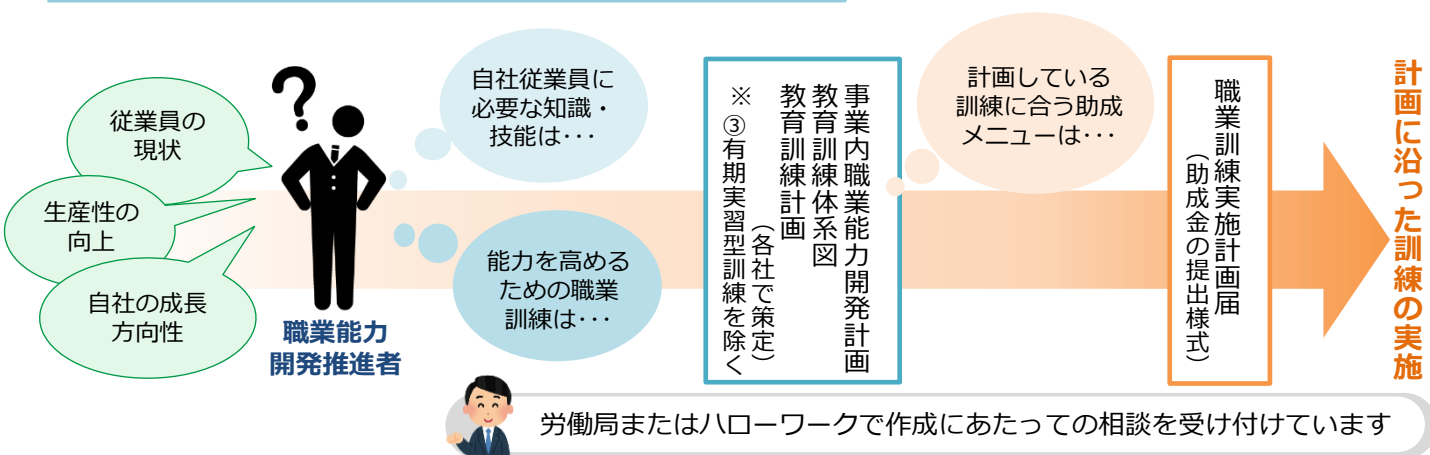 従業員の
現状
生産性の
向上
自社の成長
方向性
職業能力
開発推進者
自社従業員に
必要な知識・
技能は・・・
能力を高める
ための職業
訓練は・・・
事業内職業能力開発計画
教育訓練体系図
教育訓練計画
(各社で策定)
※③有期実習型訓練を除く
計画している
訓練に合う助成
メニューは・・・
職業訓練実施計画届
(助成金の提出様式)
計画に沿った訓練の実施
労働局またはハローワークで作成にあたっての相談を受け付けています